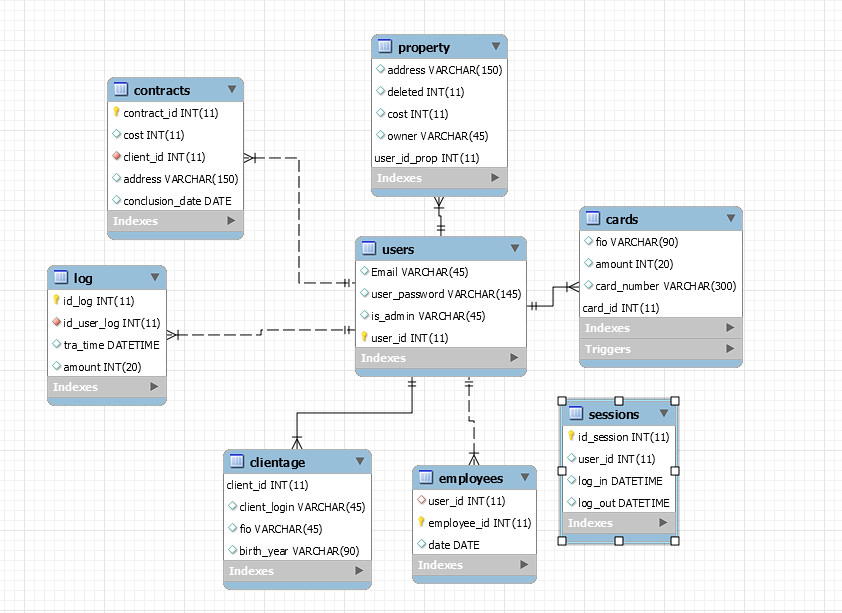 property
address VARCHAR(150)
deleted INT(11)
cost INT(11)
owner VARCHAR(45)
user_id_prop INT(11)
Indexes
contracts
contract_id INT(11)
cost INT(11)
client_id INT(11)
address VARCHAR(150)
conclusion_date DATE
Indexes
cards
fio VARCHAR(90)
amount INT(20)
card_number VARCHAR(300)
card_id INT(11)
Indexes
Triggers
users
Email VARCHAR(45)
user_password VARCHAR(145)
is_admin VARCHAR(45)
user_id INT(11)
Indexes
log
id_log INT(11)
id_user_log INT(11)
tra_time DATETIME
amount INT(20)
Indexes
sessions
id_session INT(11)
user_id INT(11)
log_in DATETIME
log_out DATETIME
Indexes
clientage
client_id INT(11)
client_login VARCHAR(45)
fio VARCHAR(45)
birth_year VARCHAR(90)
Indexes
employees
user_id INT(11)
employee_id INT(11)
date DATE
Indexes